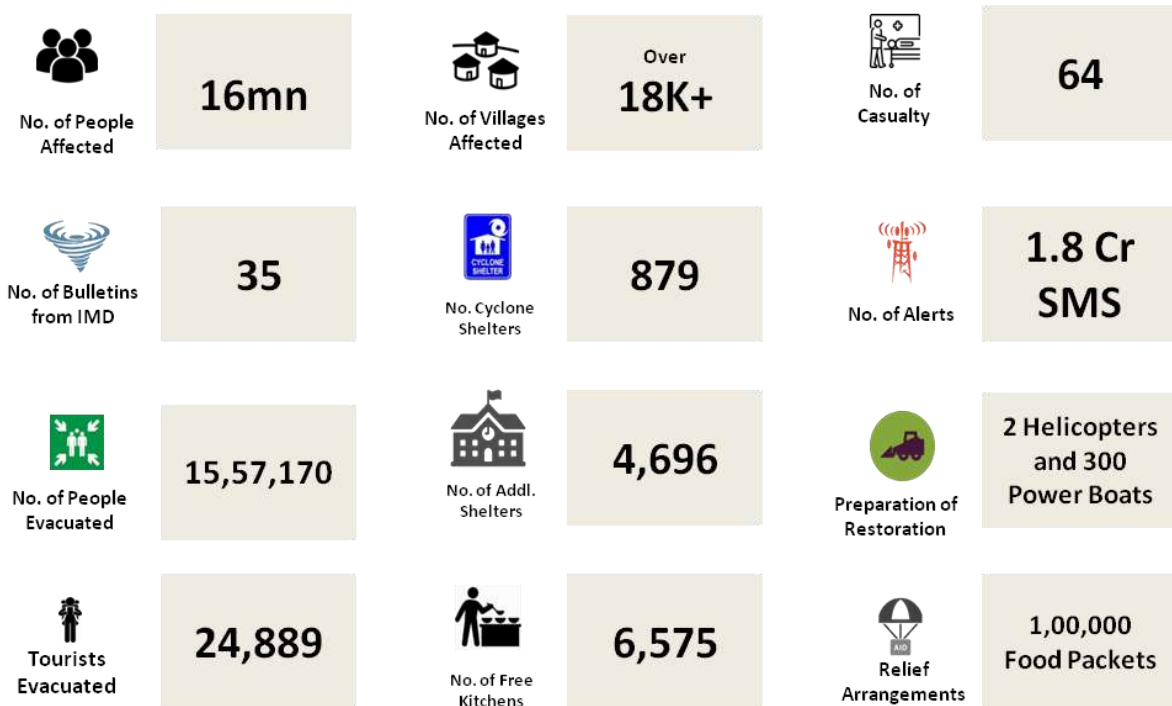 No. of People
Affected
16mn
No. of Villages
Affected
Over
18K+
No. of
Casualty
64
No. of Bulletins
from IMD
35
CYCLONE
SHELTER
No. Cyclone
Shelters
879
No. of Alerts
1.8 Cr
SMS
No. of People
Evacuated
15,57,170
No. of Addl.
Shelters
4,696
Preparation of
Restoration
2 Helicopters
and 300
Power Boats
Tourists
Evacuated
24,889
No. of Free
Kitchens
6,575
AID
Relief
Arrangements
1,00,000
Food Packets